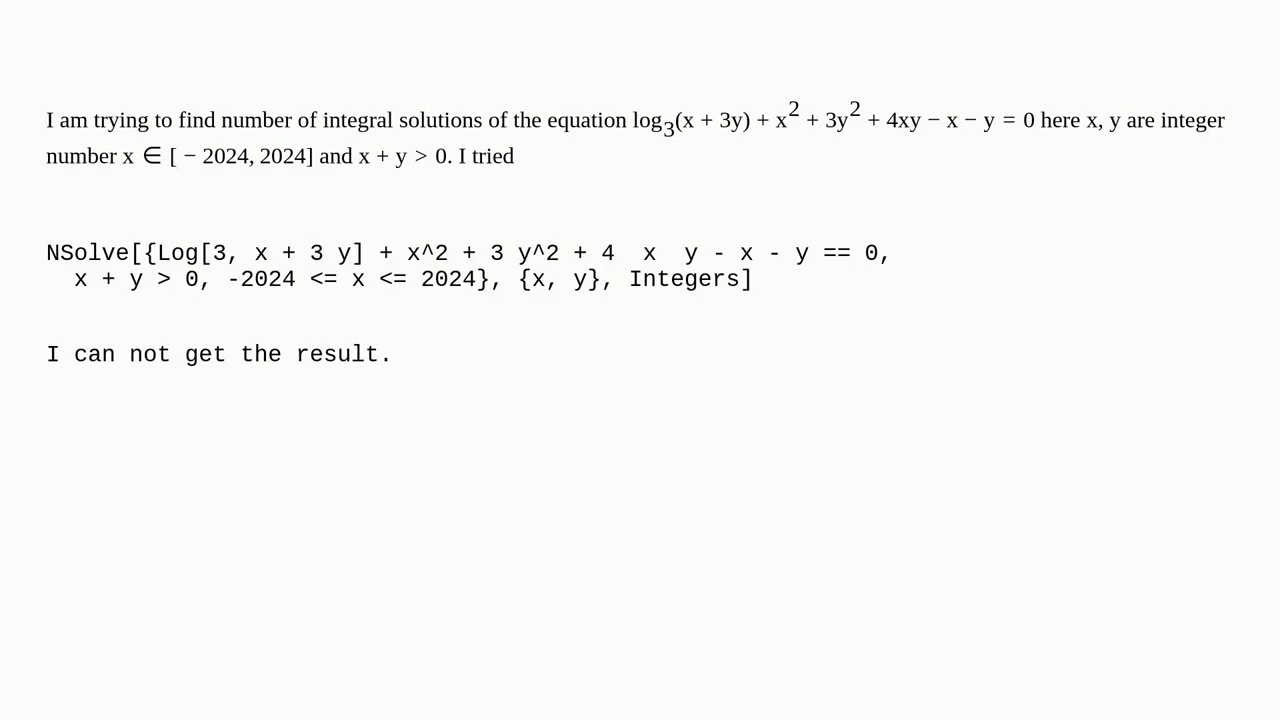 I am trying to find number of integral solutions of the equation log₃(x + 3y) + x² + 3y² + 4xy − x − y = 0 here x, y are integer
number x ∈ [ − 2024, 2024] and x + y > 0. I tried
NSolve[{Log[3, x + 3 y] + x^2 + 3 y^2 + 4  x  y - x - y == 0,
  x + y > 0, -2024 <= x <= 2024}, {x, y}, Integers]
I can not get the result.